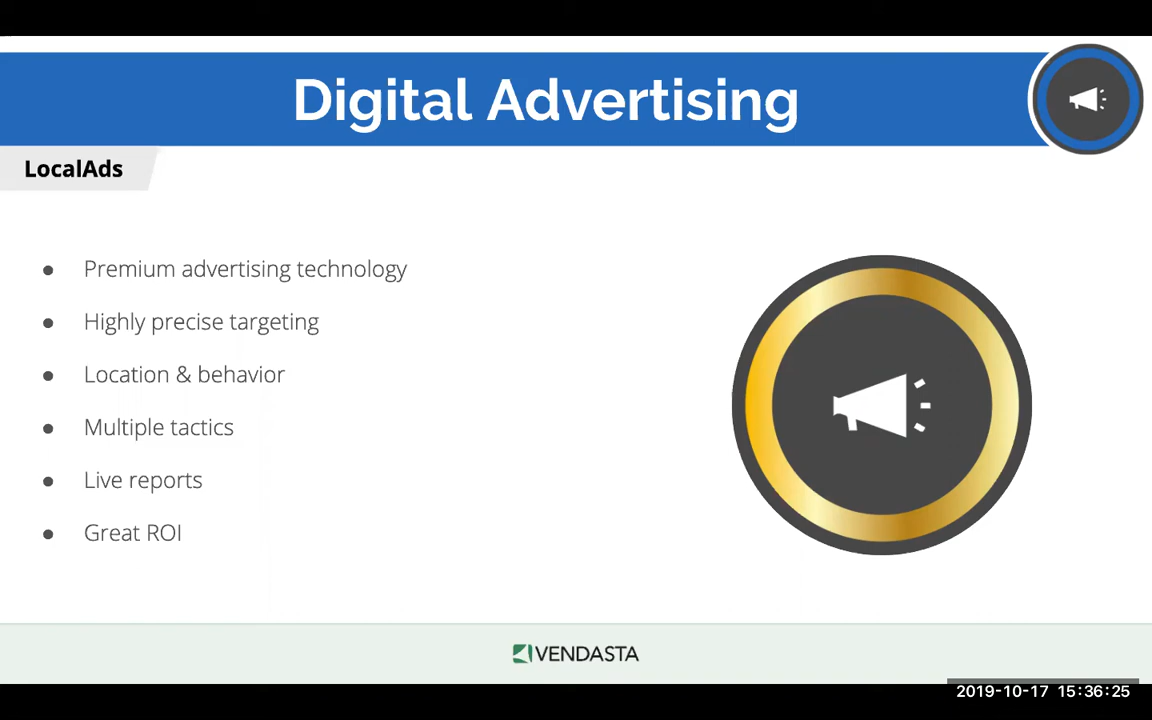 Digital Advertising
LocalAds
● Premium advertising technology
● Highly precise targeting
● Location & behavior
● Multiple tactics
● Live reports
● Great ROI
VENDASTA
2019-10-17 15:36:25